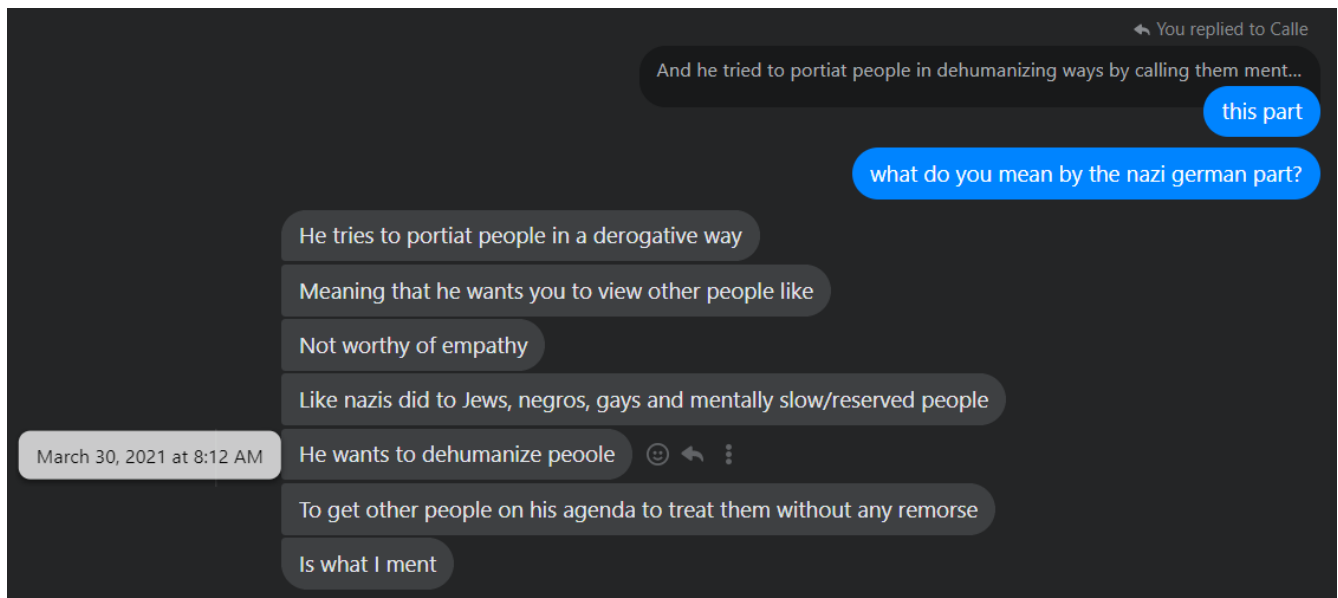 You replied to Calle
And he tried to portiat people in dehumanizing ways by calling them ment...
this part
what do you mean by the nazi german part?
He tries to portiat people in a derogative way
Meaning that he wants you to view other people like
Not worthy of empathy
Like nazis did to Jews, negros, gays and mentally slow/reserved people
March 30, 2021 at 8:12 AM
He wants to dehumanize peoole
To get other people on his agenda to treat them without any remorse
Is what I ment